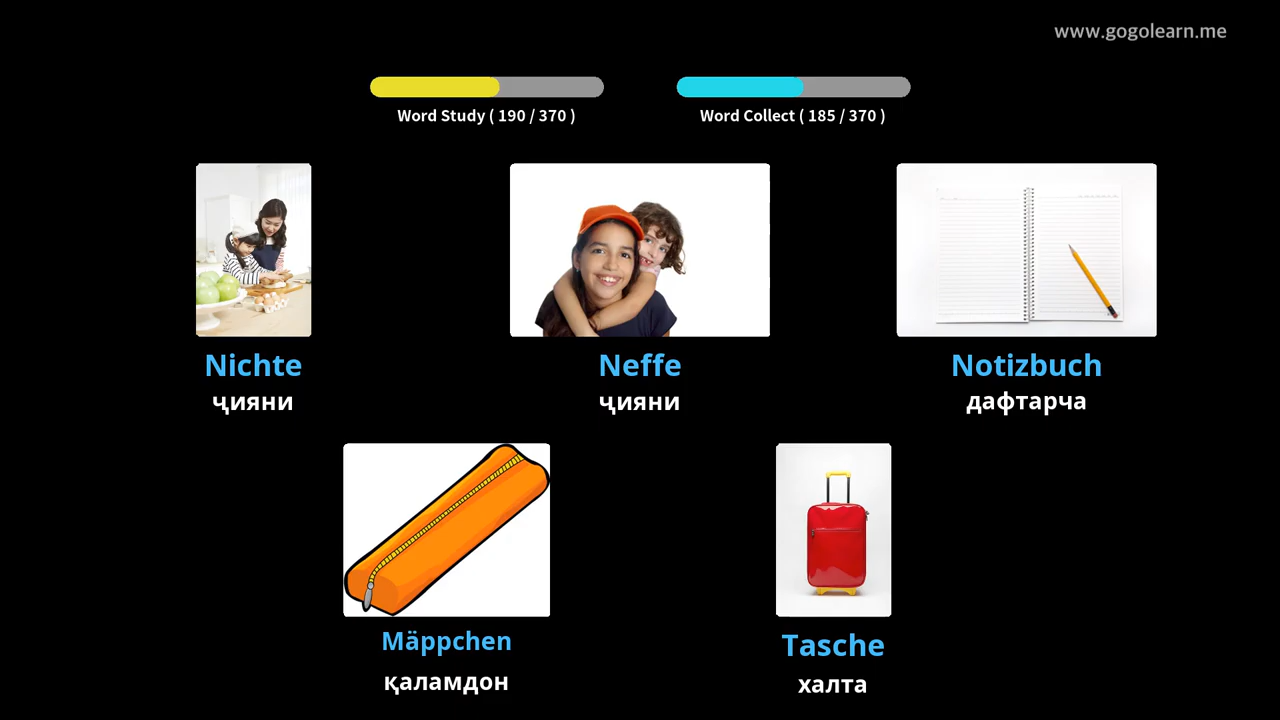 www.gogolearn.me
Word Study ( 190 / 370 )
Word Collect ( 185 / 370 )
Nichte
ҷияни
Neffe
ҷияни
Notizbuch
дафтарча
Mäppchen
қаламдон
Tasche
халта